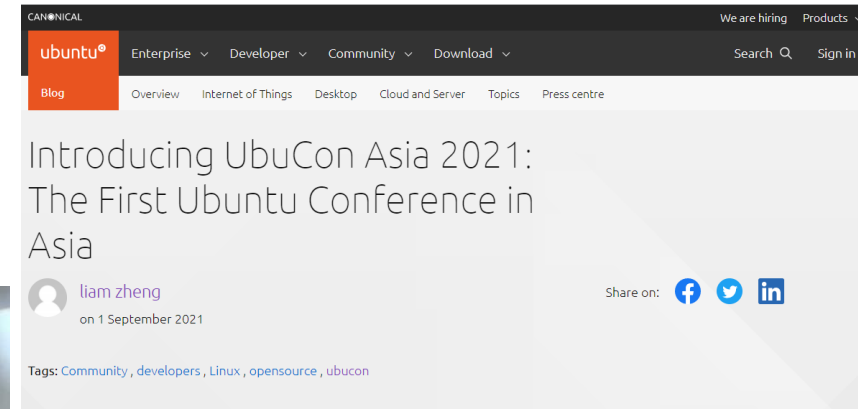 CANONICAL
We are hiring Products
ubuntu® Enterprise Developer Community Download Search Sign in
Blog Overview Internet of Things Desktop Cloud and Server Topics Press centre
Introducing UbuCon Asia 2021:
The First Ubuntu Conference in
Asia
liam zheng
Share on:
on 1 September 2021
Tags: Community , developers , Linux , opensource , ubucon